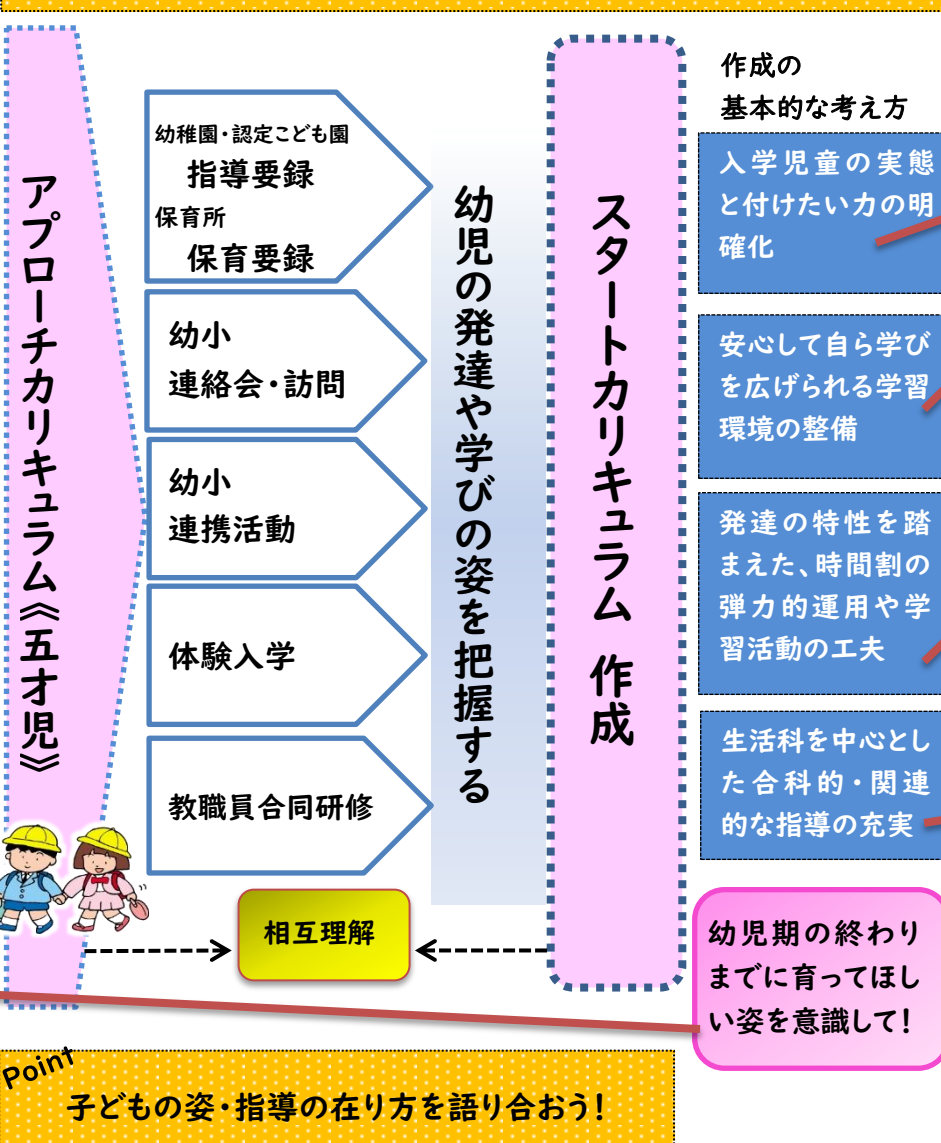 アプローチカリキュラム《五才児》
幼稚園・認定こども園
指導要録
保育所
保育要録
幼小
連絡会・訪問
幼小
連携活動
体験入学
教職員合同研修
幼児の発達や学びの姿を把握する
スタートカリキュラム 作成
相互理解
作成の
基本的な考え方
入学児童の実態
と付けたい力の明
確化
安心して自ら学び
を広げられる学習
環境の整備
発達の特性を踏
まえた、時間割の
弾力的運用や学
習活動の工夫
生活科を中心とし
た合科的・関連
的な指導の充実
幼児期の終わり
までに育ってほし
い姿を意識して!
Point
子どもの姿・指導の在り方を語り合おう!